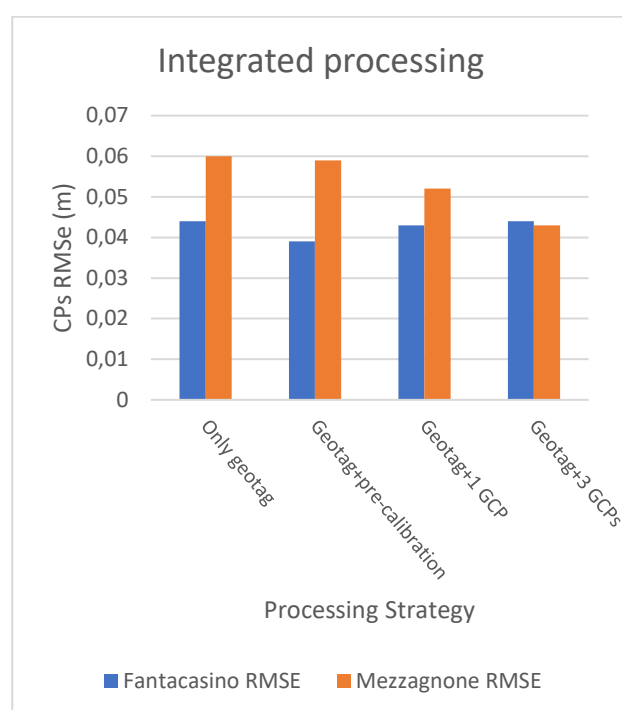 Integrated processing
CPs RMSe (m)
0,07
0,06
0,05
0,04
0,03
0,02
0,01
0
Only geotag
Geotag+pre-calibration
Geotag+1 GCP
Geotag+3 GCPs
Processing Strategy
Fantacasino RMSE
Mezzagnone RMSE